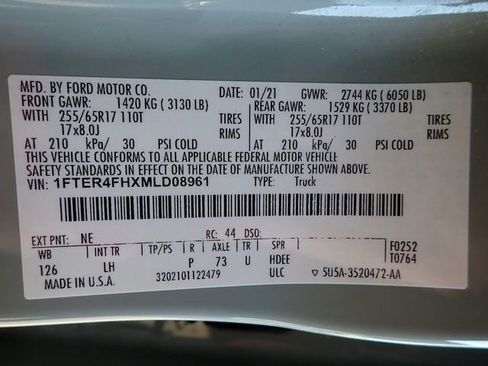 MFD. BY FORD MOTOR CO. DATE: 01/21 GVWR: 2744 KG ( 6050 LB)
FRONT GAWR: 1420 KG ( 3130 LB) REAR GAWR: 1529 KG ( 3370 LB)
WITH 255/65R17 110T TIRES WITH 255/65R17 110T TIRES
17x8.0J RIMS 17x8.0J RIMS
AT 210 kPa/ 30 PSI COLD AT 210 kPa/ 30 PSI COLD
THIS VEHICLE CONFORMS TO ALL APPLICABLE FEDERAL MOTOR VEHICLE
SAFETY STANDARDS IN EFFECT ON THE DATE OF MANUFACTURE SHOWN ABOVE.
VIN: 1FTER4FHXMLD08961 TYPE: Truck
EXT PNT: NE RC: 44 DSO: F0252
WB INT TR TP/PS R AXLE TR SPR T0764
126 LH P 73 U HDEE
MADE IN U.S.A. 3202101122479 ULC 5U5A-3520472-AA